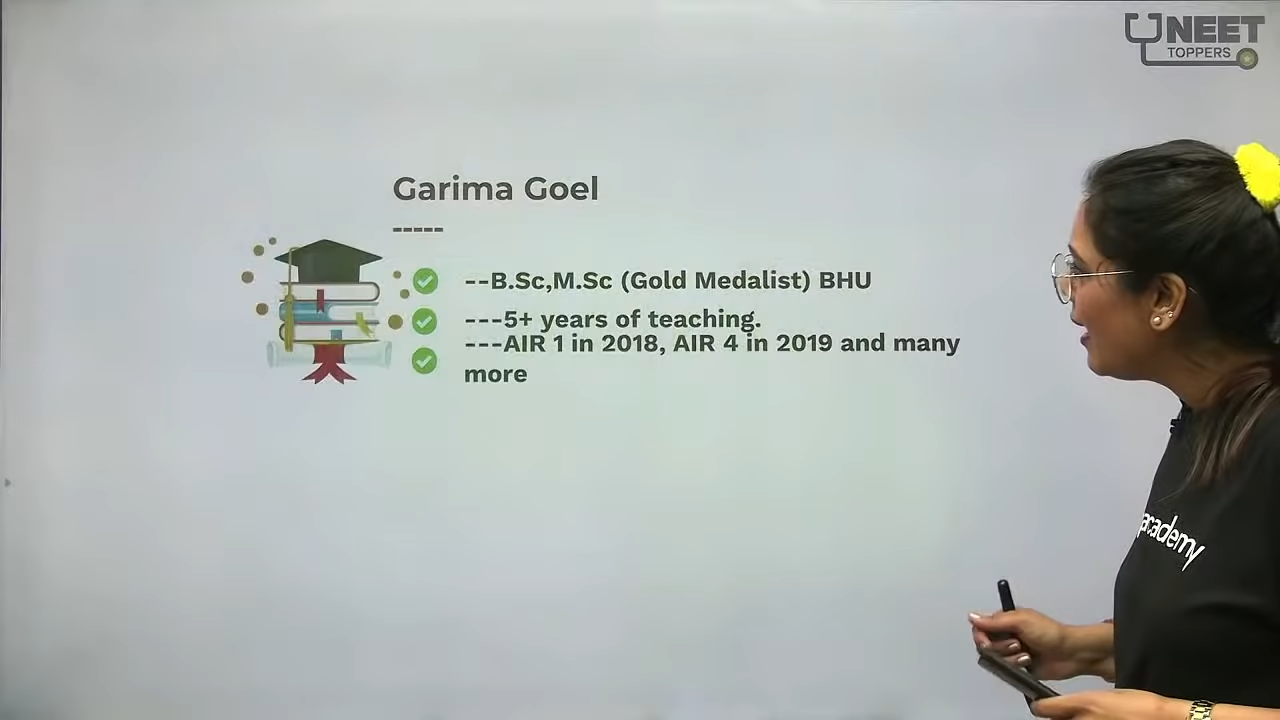 NEET
TOPPERS
Garima Goel
-----
--B.Sc,M.Sc (Gold Medalist) BHU
---5+ years of teaching.
---AIR 1 in 2018, AIR 4 in 2019 and many
more
academy